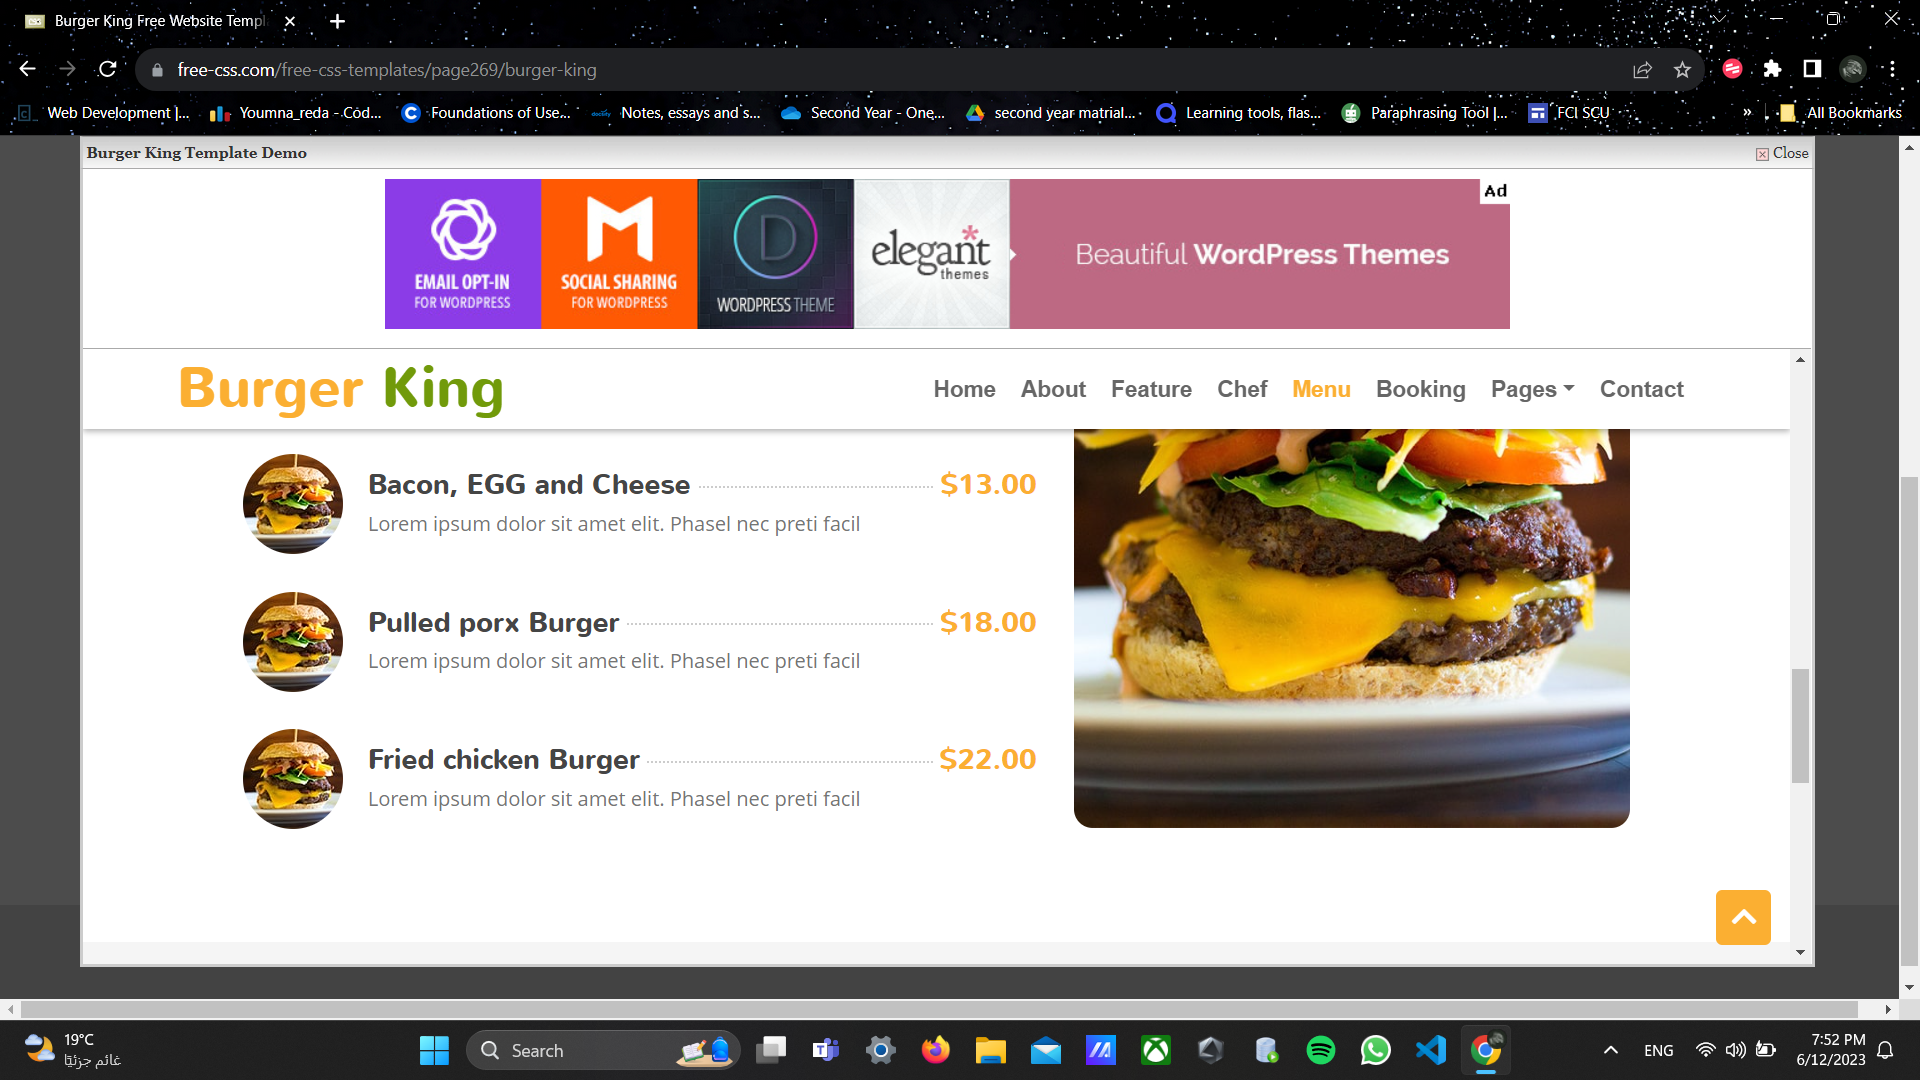 Burger King Free Website Templ
free-css.com/free-css-templates/page269/burger-king
Web Development |...
Youmna_reda - Cod...
Foundations of Use...
Notes, essays and s...
Second Year - One...
second year matrial...
Learning tools, flas...
Paraphrasing Tool |...
FCI SCU
»
All Bookmarks
Burger King Template Demo
Close
EMAIL OPT-IN
FOR WORDPRESS
SOCIAL SHARING
FOR WORDPRESS
D
WORDPRESS THEME
elegant
themes
Beautiful WordPress Themes
Ad
Burger King
Home About Feature Chef Menu Booking Pages Contact
Bacon, EGG and Cheese $13.00
Lorem ipsum dolor sit amet elit. Phasel nec preti facil
Pulled porx Burger $18.00
Lorem ipsum dolor sit amet elit. Phasel nec preti facil
Fried chicken Burger $22.00
Lorem ipsum dolor sit amet elit. Phasel nec preti facil
19°C
غائم جزئيًا
Search
ENG
7:52 PM
6/12/2023